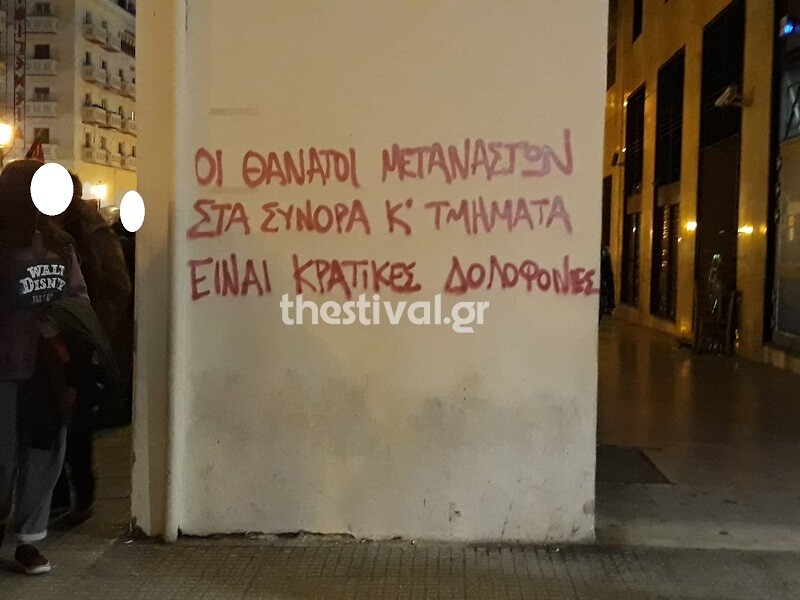 ΟΙ ΘΑΝΑΤΟΙ ΜΕΤΑΝΑΣΤΩΝ
ΣΤΑ ΣΥΝΟΡΑ Κ' ΤΜΗΜΑΤΑ
ΕΙΝΑΙ ΚΡΑΤΙΚΕΣ ΔΟΛΟΦΟΝΙΕΣ
thestival.gr
WALT
DISNEY